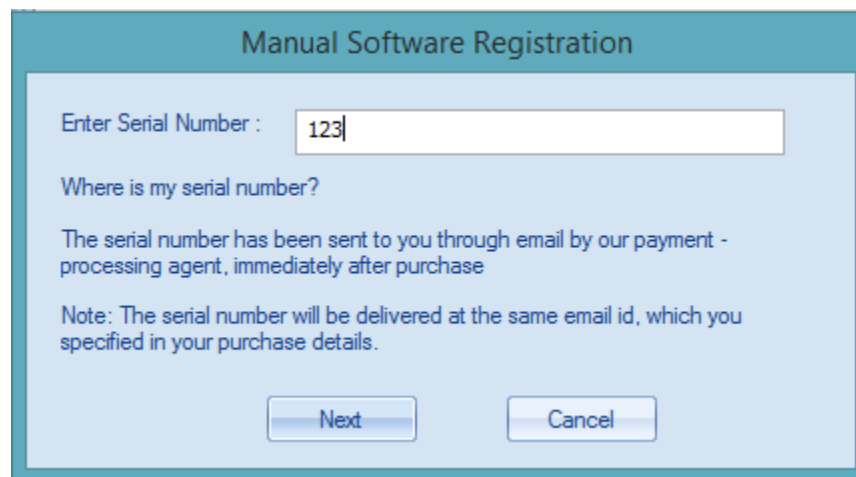 Manual Software Registration
Enter Serial Number : 123
Where is my serial number?
The serial number has been sent to you through email by our payment -
processing agent, immediately after purchase
Note: The serial number will be delivered at the same email id, which you
specified in your purchase details.
Next Cancel